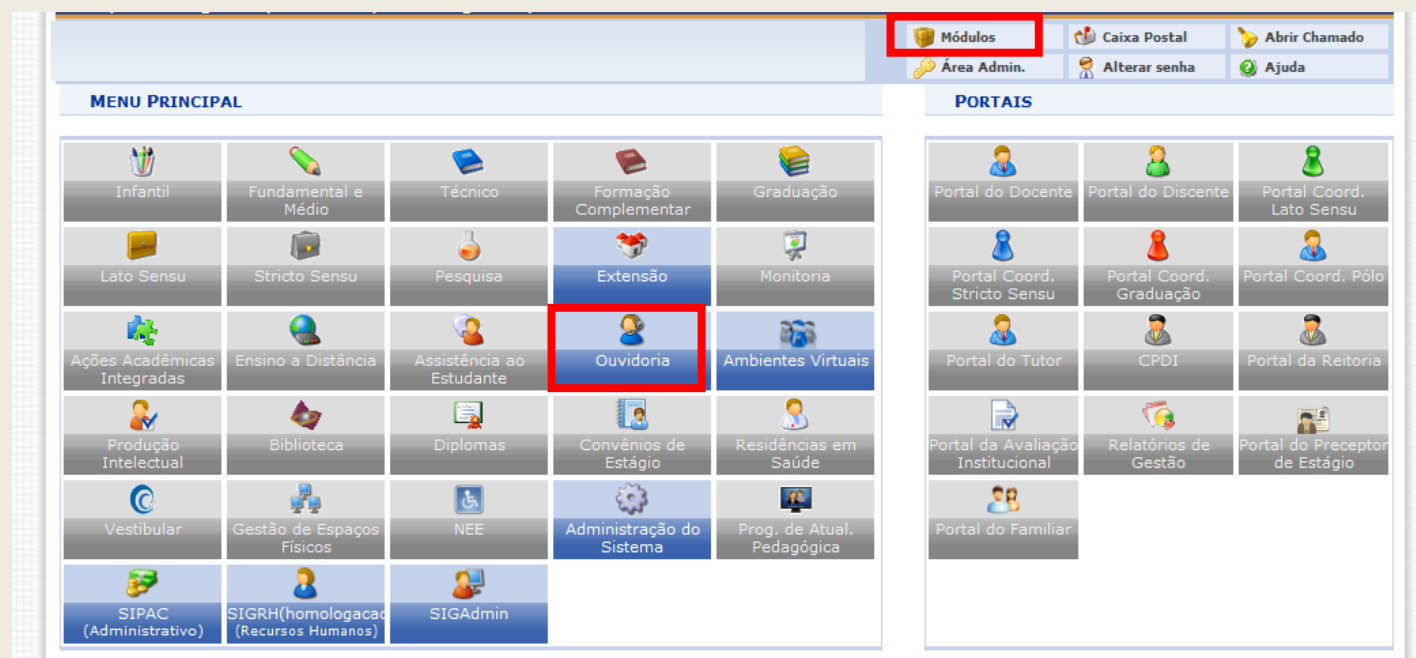 Módulos
Caixa Postal
Abrir Chamado
Área Admin.
Alterar senha
Ajuda
MENU PRINCIPAL
PORTAIS
Infantil
Fundamental e
Médio
Técnico
Formação
Complementar
Graduação
Portal do Docente
Portal do Discente
Portal Coord.
Lato Sensu
Lato Sensu
Stricto Sensu
Pesquisa
Extensão
Monitoria
Portal Coord.
Stricto Sensu
Portal Coord.
Graduação
Portal Coord. Pólo
Ações Acadêmicas
Integradas
Ensino a Distância
Assistência ao
Estudante
Ouvidoria
Ambientes Virtuais
Portal do Tutor
CPDI
Portal da Reitoria
Produção
Intelectual
Biblioteca
Diplomas
Convênios de
Estágio
Residências em
Saúde
Portal da Avaliação
Institucional
Relatórios de
Gestão
Portal do Preceptor
de Estágio
Vestibular
Gestão de Espaços
Físicos
NEE
Administração do
Sistema
Prog. de Atual.
Pedagógica
Portal do Familiar
SIPAC
(Administrativo)
SIGRH(homologacao
(Recursos Humanos)
SIGAdmin